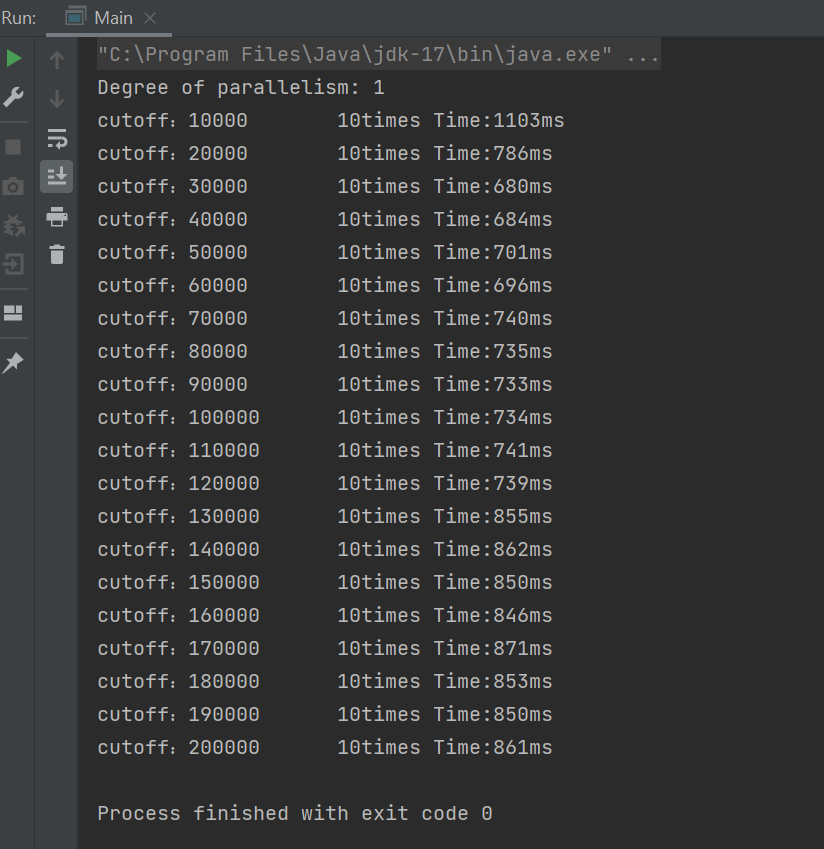 Run: Main
"C:\Program Files\Java\jdk-17\bin\java.exe" ...
Degree of parallelism: 1
cutoff：10000 10times Time:1103ms
cutoff：20000 10times Time:786ms
cutoff：30000 10times Time:680ms
cutoff：40000 10times Time:684ms
cutoff：50000 10times Time:701ms
cutoff：60000 10times Time:696ms
cutoff：70000 10times Time:740ms
cutoff：80000 10times Time:735ms
cutoff：90000 10times Time:733ms
cutoff：100000 10times Time:734ms
cutoff：110000 10times Time:741ms
cutoff：120000 10times Time:739ms
cutoff：130000 10times Time:855ms
cutoff：140000 10times Time:862ms
cutoff：150000 10times Time:850ms
cutoff：160000 10times Time:846ms
cutoff：170000 10times Time:871ms
cutoff：180000 10times Time:853ms
cutoff：190000 10times Time:850ms
cutoff：200000 10times Time:861ms
Process finished with exit code 0